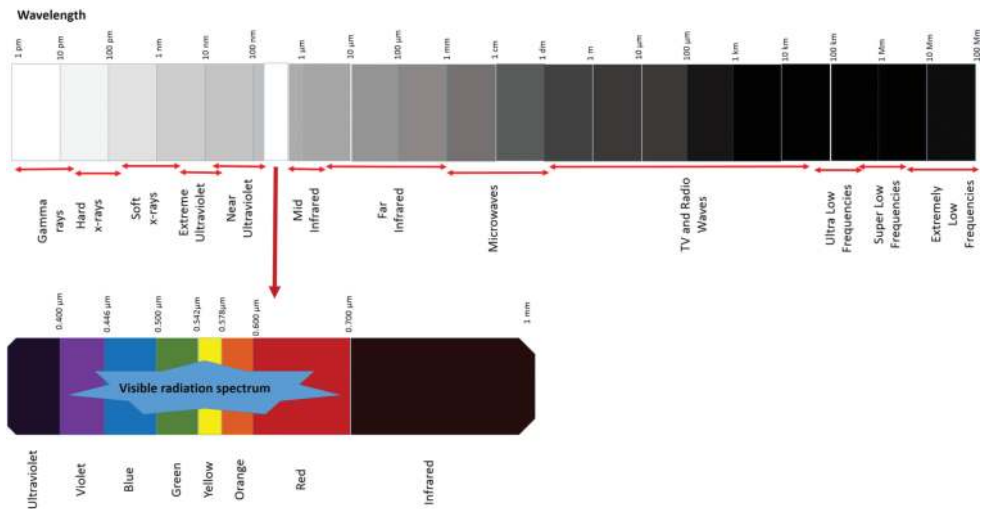 Wavelength
1 pm
10 pm
100 pm
1 nm
10 nm
100 nm
1 µm
10 µm
100 µm
1 mm
1 cm
1 dm
1 m
10 µm
100 µm
1 km
10 km
100 km
1 Mm
10 Mm
100 Mm
Gamma
rays
Hard
x-rays
Soft
x-rays
Extreme
Ultraviolet
Near
Ultraviolet
Mid
Infrared
Far
Infrared
Microwaves
TV and Radio
Waves
Ultra Low
Frequencies
Super Low
Frequencies
Extremely
Low
Frequencies
0.400 µm
0.446 µm
0.500 µm
0.542µm
0.578µm
0.600 µm
0.700 µm
1 mm
Visible radiation spectrum
Ultraviolet
Violet
Blue
Green
Yellow
Orange
Red
Infrared